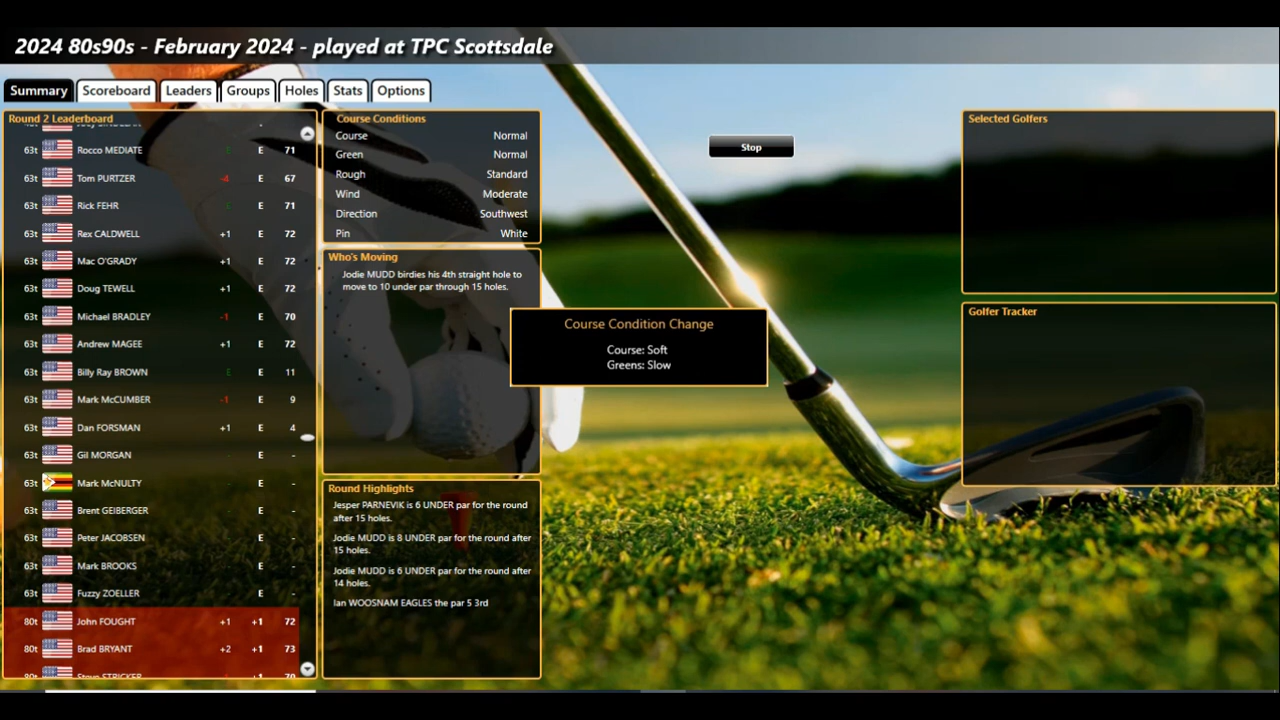 2024 80s90s - February 2024 - played at TPC Scottsdale
Summary Scoreboard Leaders Groups Holes Stats Options
Round 2 Leaderboard
63t Rocco MEDIATE E E 71
63t Tom PURTZER -4 E 67
63t Rick FEHR E E 71
63t Rex CALDWELL +1 E 72
63t Mac O'GRADY +1 E 72
63t Doug TEWELL +1 E 72
63t Michael BRADLEY -1 E 70
63t Andrew MAGEE +1 E 72
63t Billy Ray BROWN E E 11
63t Mark McCUMBER -1 E 9
63t Dan FORSMAN +1 E 4
63t Gil MORGAN - E -
63t Mark McNULTY - E -
63t Brent GEIBERGER E -
63t Peter JACOBSEN E -
63t Mark BROOKS E -
63t Fuzzy ZOELLER E -
80t John FOUGHT +1 +1 72
80t Brad BRYANT +2 +1 73
80t Steve STRICKER +1 70
Course Conditions
Course Normal
Green Normal
Rough Standard
Wind Moderate
Direction Southwest
Pin White
Who's Moving
Jodie MUDD birdies his 4th straight hole to
move to 10 under par through 15 holes.
Round Highlights
Jesper PARNEVIK is 6 UNDER par for the round
after 15 holes.
Jodie MUDD is 8 UNDER par for the round after
15 holes.
Jodie MUDD is 6 UNDER par for the round after
14 holes.
Ian WOOSNAM EAGLES the par 5 3rd
Stop
Course Condition Change
Course: Soft
Greens: Slow
Selected Golfers
Golfer Tracker